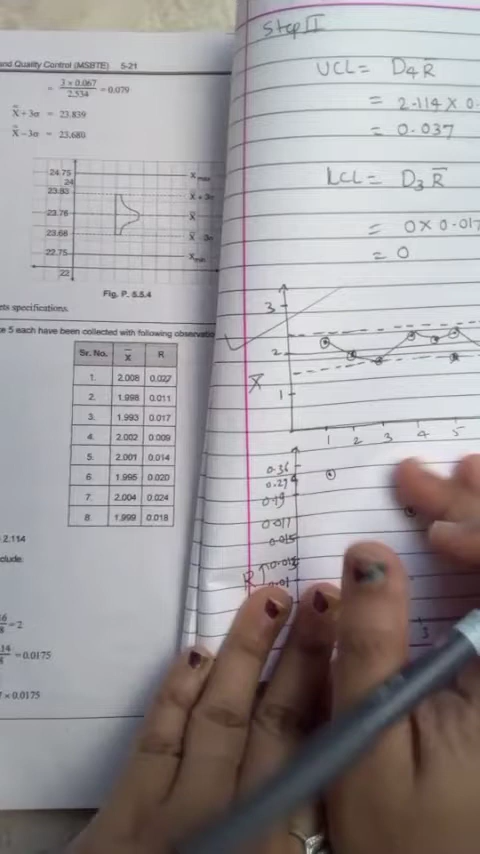 and Quality Control (MSBTE) 5-21
= 3 × 0.067 / 2.534 = 0.079
X̿ + 3σ = 23.839
X̿ – 3σ = 23.680
24.75 Xmax
24
23.83 X̄ + 3σ
23.76 X̄
23.68 X̄ - 3σ
22.75 Xmin
22
Fig. P. 5.5.4
ets specifications.
e 5 each have been collected with following observatio
Sr. No. X̄ R
1. 2.008 0.027
2. 1.998 0.011
3. 1.993 0.017
4. 2.002 0.009
5. 2.001 0.014
6. 1.995 0.020
7. 2.004 0.024
8. 1.999 0.018
2.114
clude.
= 2
= 0.0175
× 0.0175
Step II
UCL = D4 R̄
= 2.114 × 0.
= 0.037
LCL = D3 R̄
= 0 × 0.017
= 0
3
2
X̄
1
1 2 3 4 5
0.36
0.29
0.19
0.017
0.015
R
0.01
3